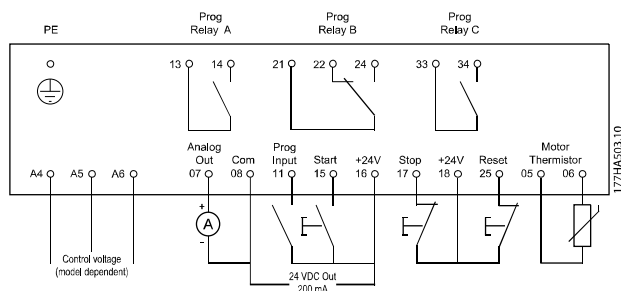 PE
Prog
Relay A
Prog
Relay B
Prog
Relay C
13 14 21 22 24 33 34
Analog
Out
Com
Prog
Input
Start
+24V
Stop
+24V
Reset
Motor
Thermistor
A4 A5 A6 07 08 11 15 16 17 18 25 05 06
+
A
-
Control voltage
(model dependent)
24 VDC Out
200 mA
177HA503.10